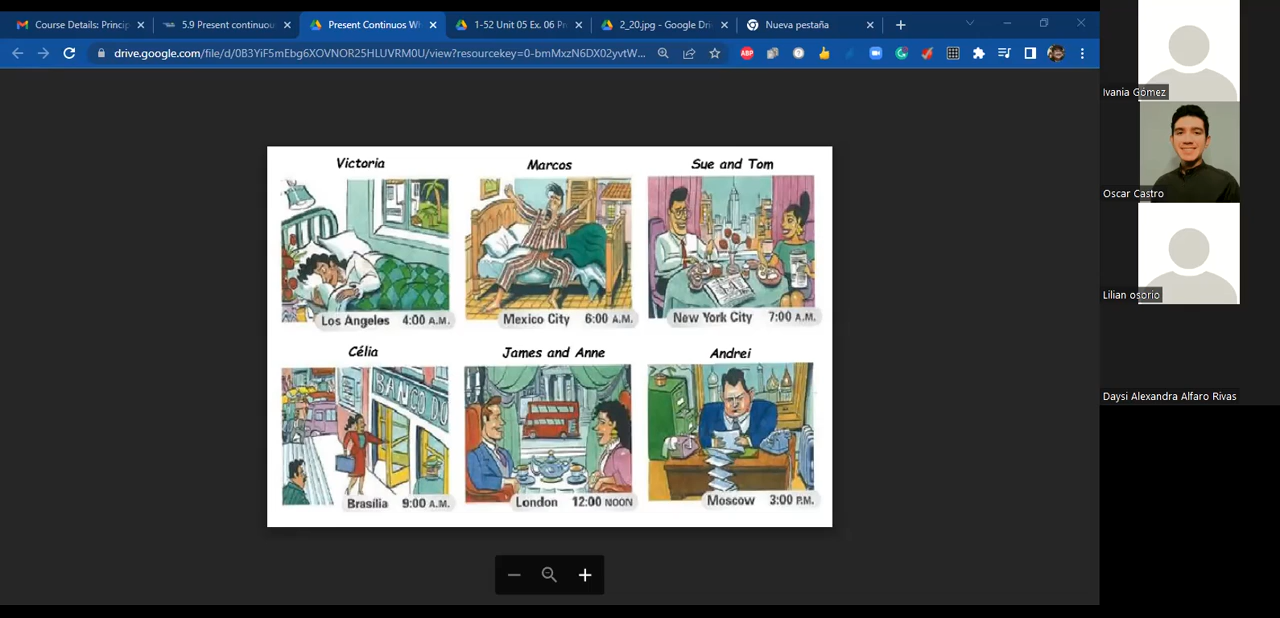 Course Details: Princip
5.9 Present continuou
Present Continuos W
1-52 Unit 05 Ex. 06 P
2_20.jpg - Google Dri
Nueva pestaña
drive.google.com/file/d/0B3YiF5mEbg6XOVNOR25HLUVRM0U/view?resourcekey=0-bmMxzN6DX02yvtW...
ABP
Ivania Gómez
Oscar Castro
Lilian osorio
Daysi Alexandra Alfaro Rivas
Victoria
Marcos
Sue and Tom
Los Angeles 4:00 A.M.
Mexico City 6:00 A.M.
New York City 7:00 A.M.
Célia
James and Anne
Andrei
BANCO DO
Brasília 9:00 A.M.
London 12:00 NOON
Moscow 3:00 P.M.